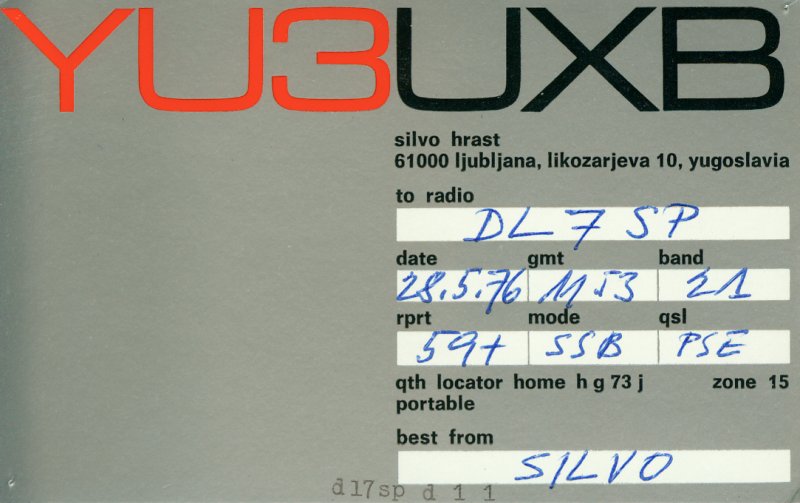 YU3UXB
silvo hrast
61000 ljubljana, likozarjeva 10, yugoslavia
to radio
DL7SP
date gmt band
28.5.76 1153 21
rprt mode qsl
59+ SSB PSE
qth locator home h g 73 j zone 15
portable
best from
SILVO
dl7sp d 1 1